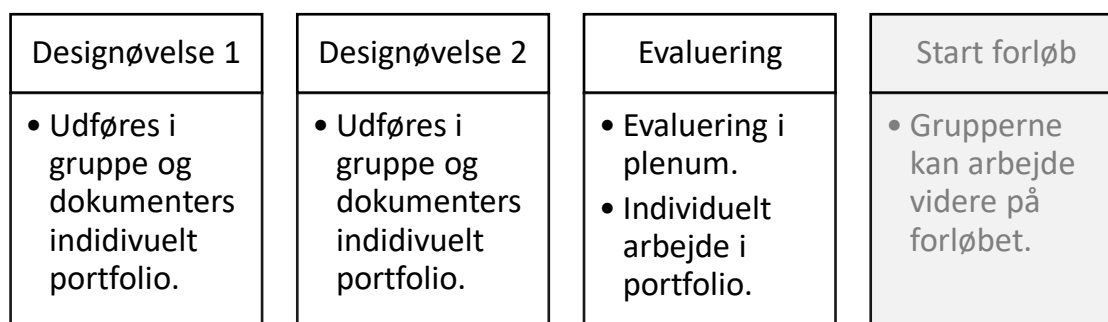 Designøvelse 1
• Udføres i
gruppe og
dokumenters
indidivuelt
portfolio.
Designøvelse 2
• Udføres i
gruppe og
dokumenters
indidivuelt
portfolio.
Evaluering
• Evaluering i
plenum.
• Individuelt
arbejde i
portfolio.
Start forløb
• Grupperne
kan arbejde
videre på
forløbet.